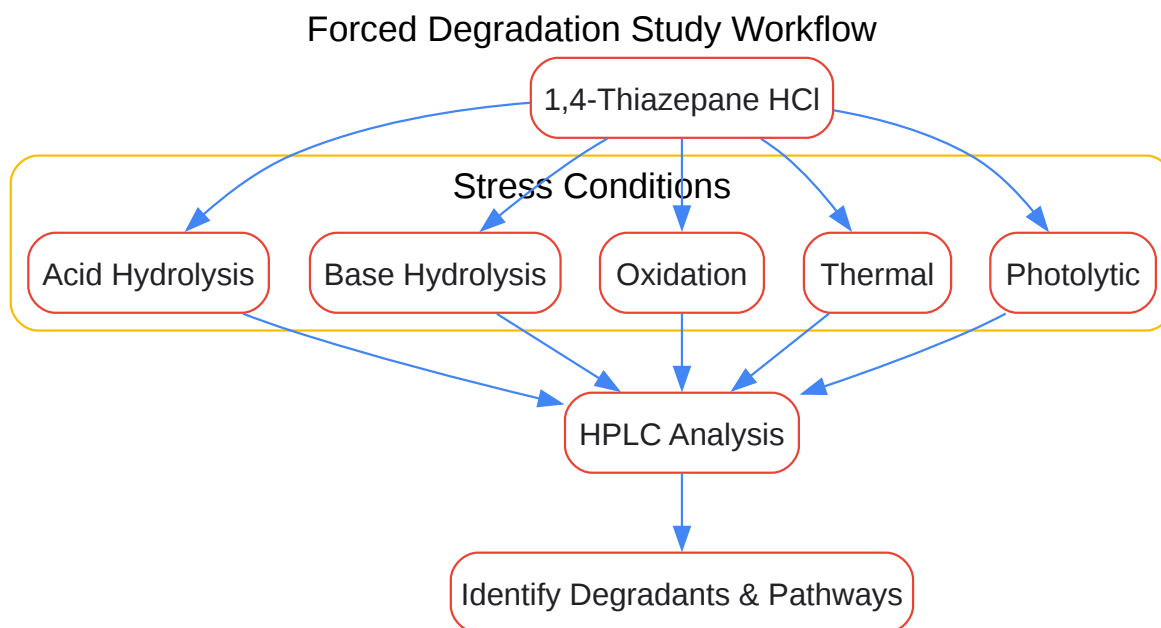 Forced Degradation Study Workflow
1,4-Thiazepane HCl
Stress Conditions
Acid Hydrolysis
Base Hydrolysis
Oxidation
Thermal
Photolytic
HPLC Analysis
Identify Degradants & Pathways